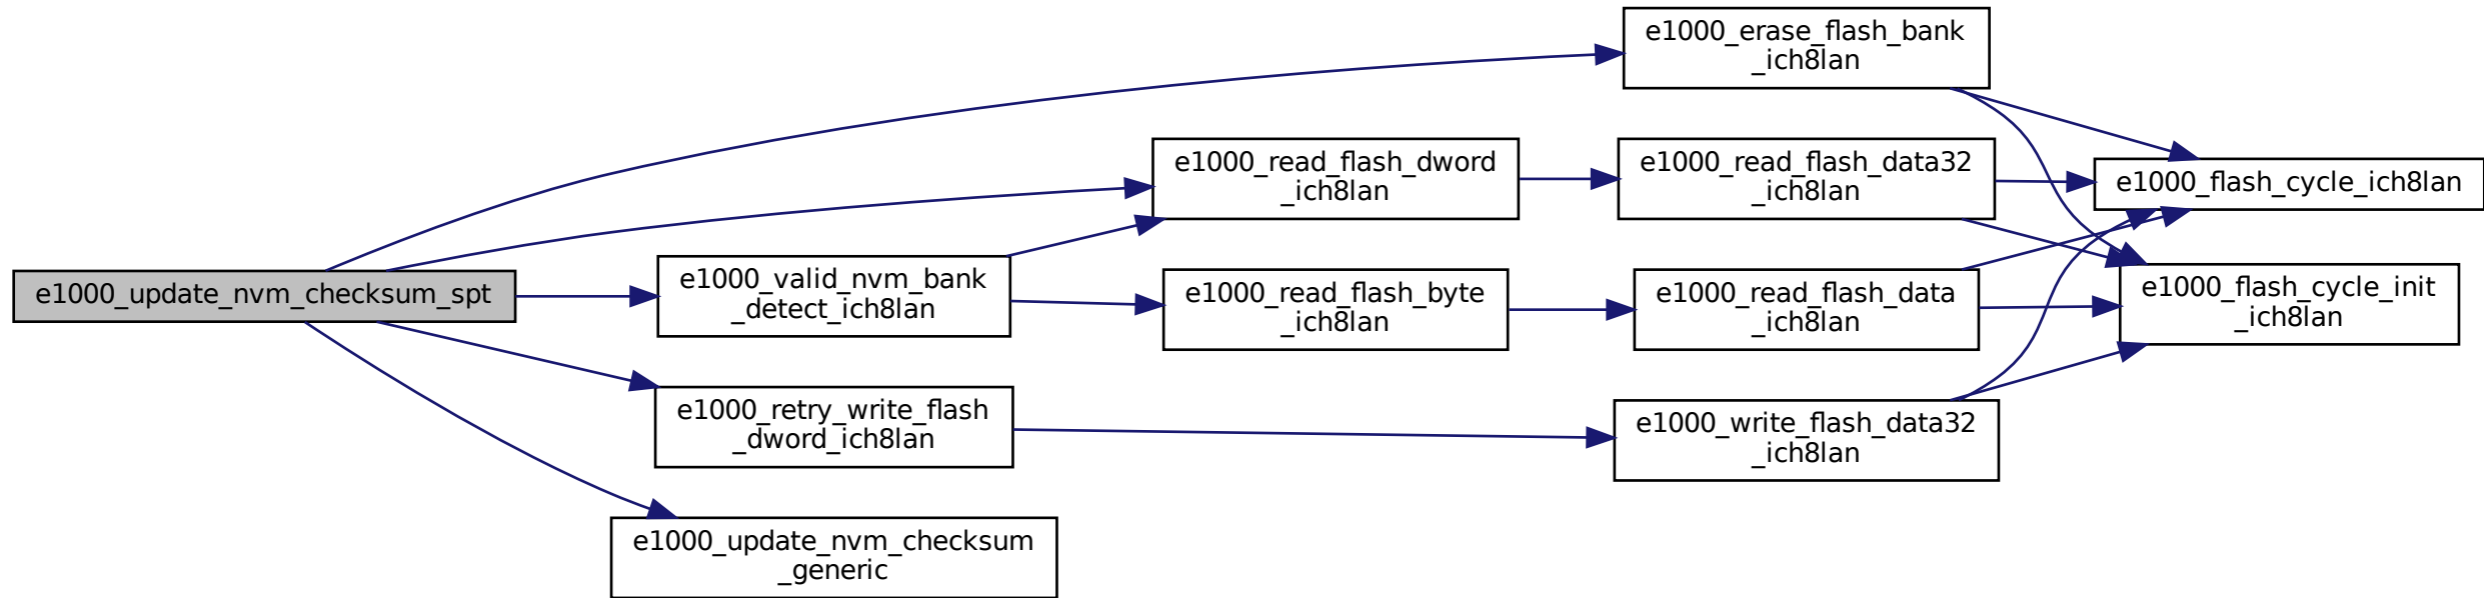 e1000_update_nvm_checksum_spt
e1000_erase_flash_bank
_ich8lan
e1000_read_flash_dword
_ich8lan
e1000_valid_nvm_bank
_detect_ich8lan
e1000_read_flash_byte
_ich8lan
e1000_retry_write_flash
_dword_ich8lan
e1000_update_nvm_checksum
_generic
e1000_read_flash_data32
_ich8lan
e1000_read_flash_data
_ich8lan
e1000_write_flash_data32
_ich8lan
e1000_flash_cycle_ich8lan
e1000_flash_cycle_init
_ich8lan